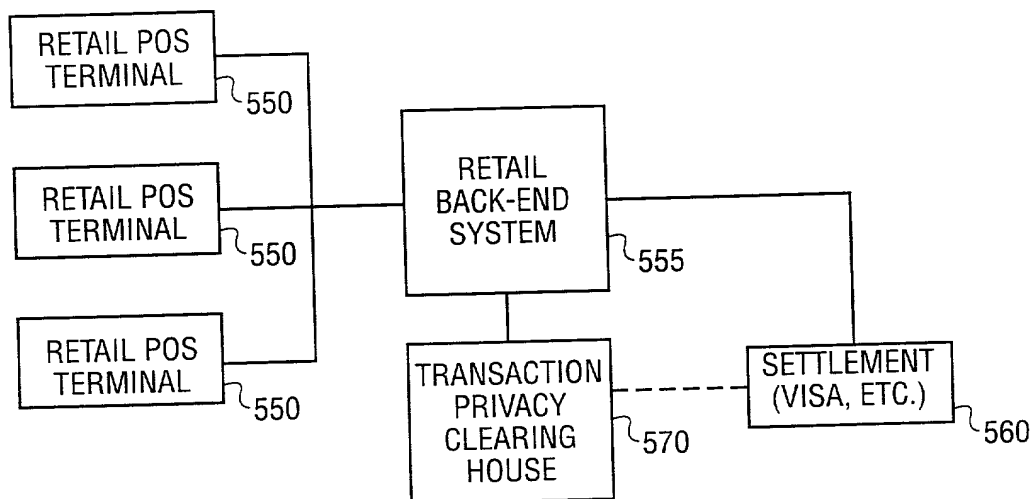 RETAIL POS
TERMINAL
550
RETAIL POS
TERMINAL
550
RETAIL POS
TERMINAL
550
RETAIL
BACK-END
SYSTEM
555
TRANSACTION
PRIVACY
CLEARING
HOUSE
570
SETTLEMENT
(VISA, ETC.)
560